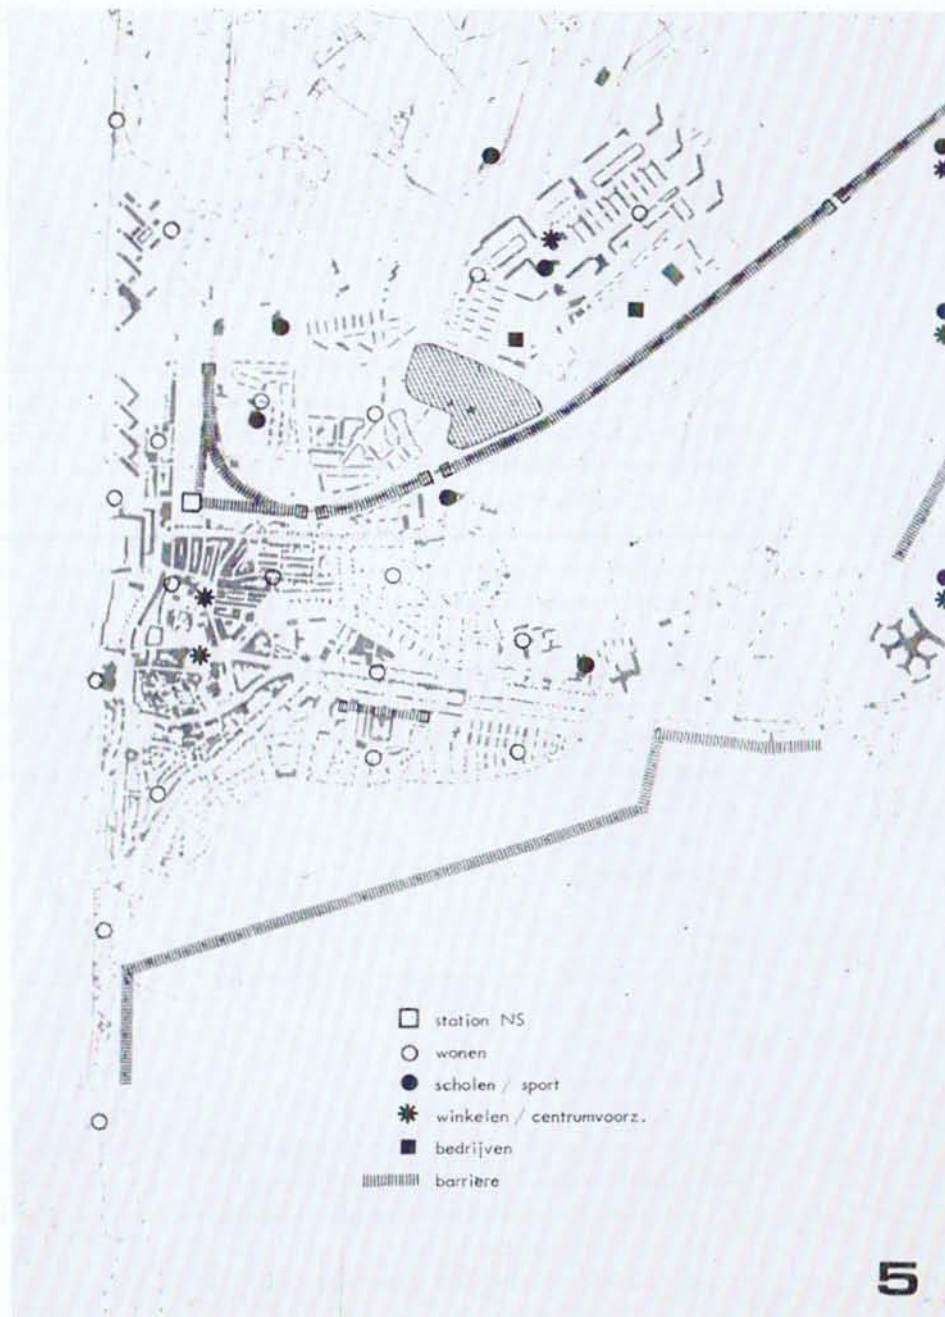 station NS
wonen
scholen / sport
winkelen / centrumvoorz.
bedrijven
barrière
5